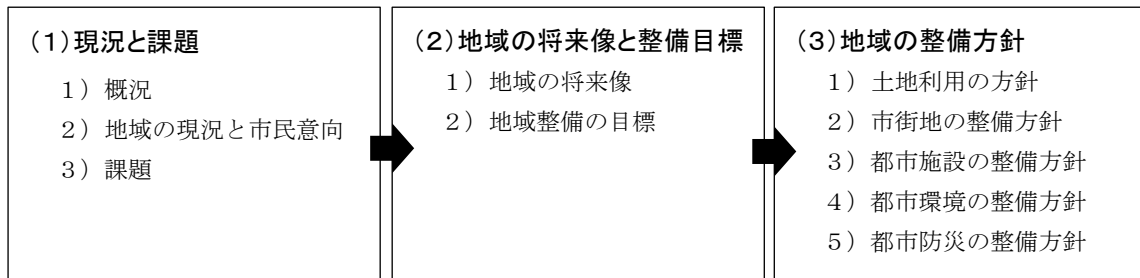 （１）現況と課題
１）概況
２）地域の現況と市民意向
３）課題
（２）地域の将来像と整備目標
１）地域の将来像
２）地域整備の目標
（３）地域の整備方針
１）土地利用の方針
２）市街地の整備方針
３）都市施設の整備方針
４）都市環境の整備方針
５）都市防災の整備方針